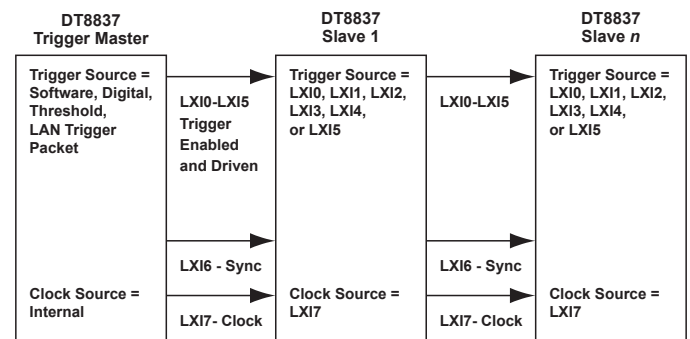 DT8837
Trigger Master
DT8837
Slave 1
DT8837
Slave n
Trigger Source =
Software, Digital,
Threshold,
LAN Trigger
Packet
LXI0-LXI5
Trigger
Enabled
and Driven
Trigger Source =
LXI0, LXI1, LXI2,
LXI3, LXI4,
or LXI5
LXI0-LXI5
Trigger Source =
LXI0, LXI1, LXI2,
LXI3, LXI4,
or LXI5
LXI6 - Sync
LXI6 - Sync
Clock Source =
Internal
LXI7- Clock
Clock Source =
LXI7
LXI7- Clock
Clock Source =
LXI7